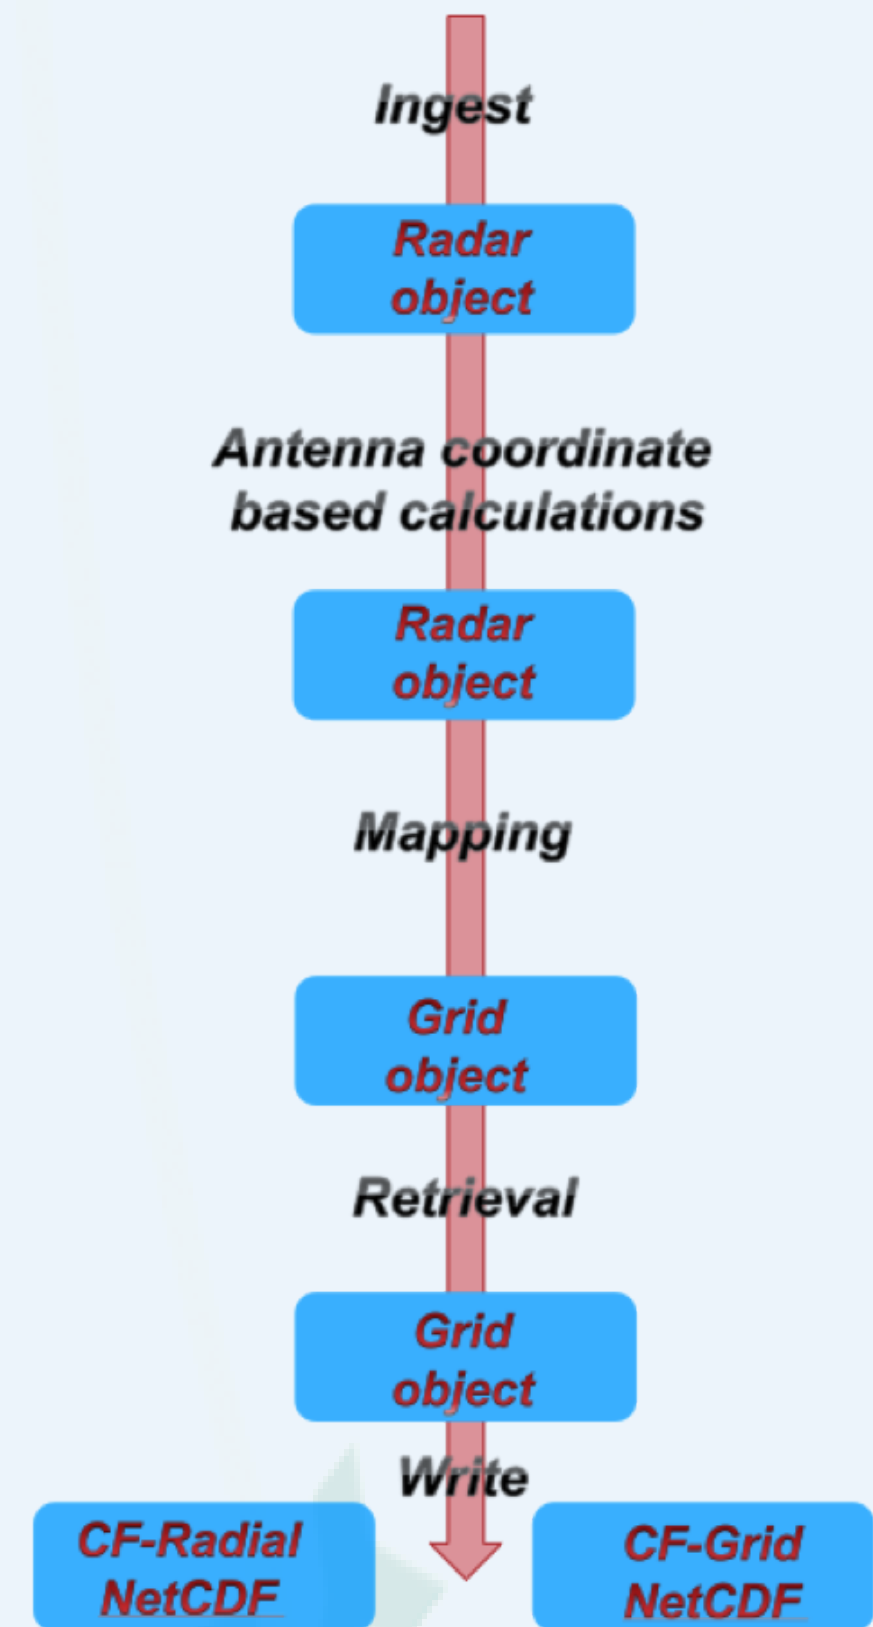 Ingest
Radar
object
Antenna coordinate
based calculations
Radar
object
Mapping
Grid
object
Retrieval
Grid
object
Write
CF-Radial
NetCDF
CF-Grid
NetCDF